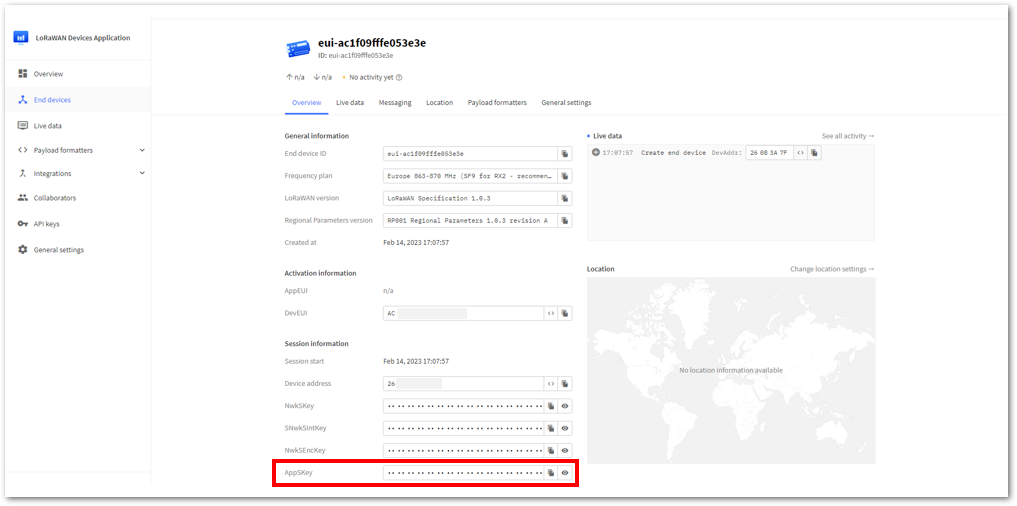 LoRaWAN Devices Application
Overview
End devices
Live data
Payload formatters
Integrations
Collaborators
API keys
General settings
eui-ac1f09fffe053e3e
ID: eui-ac1f09fffe053e3e
n/a n/a No activity yet
Overview Live data Messaging Location Payload formatters General settings
General information
End device ID eui-ac1f09fffe053e3e
Frequency plan Europe 863-870 MHz (SF9 for RX2 - recommen…
LoRaWAN version LoRaWAN Specification 1.0.3
Regional Parameters version RP001 Regional Parameters 1.0.3 revision A
Created at Feb 14, 2023 17:07:57
Activation information
AppEUI n/a
DevEUI AC
Session information
Session start Feb 14, 2023 17:07:57
Device address 26
NwkSKey
SNwkSIntKey
NwkSEncKey
AppSKey
Live data See all activity →
17:07:57 Create end device DevAddr: 26 0B 3A 7F <>
Location Change location settings →
No location information available